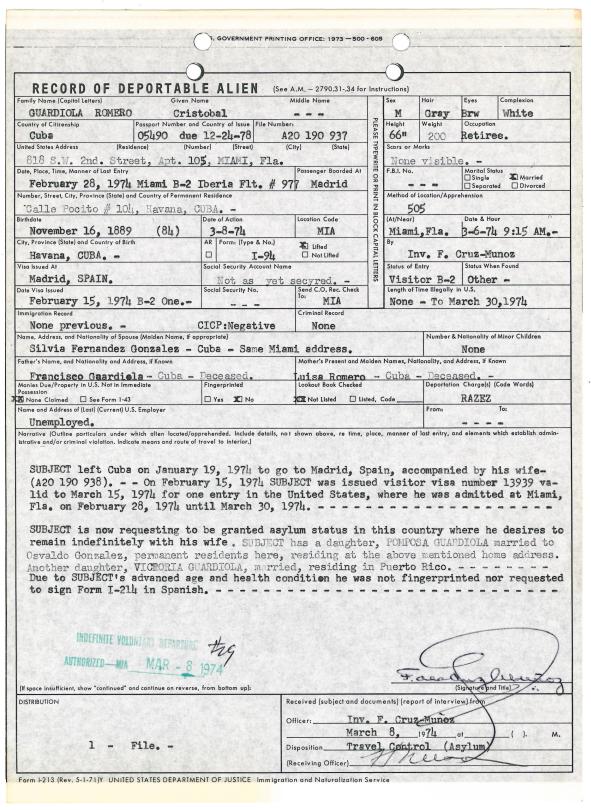 . GOVERNMENT PRINTING OFFICE: 1973 — 500 - 605
RECORD OF DEPORTABLE ALIEN (See A.M. — 2790.31-.34 for Instructions)
Family Name (Capital Letters) Given Name Middle Name Sex Hair Eyes Complexion
GUARDIOLA ROMERO Cristobal - - - M Gray Brw White
Country of Citizenship Passport Number and Country of Issue File Number Height Weight Occupation
Cuba 05490 due 12-24-78 A20 190 937 66" 200 Retiree.
United States Address (Residence) (Number) (Street) (City) (State) Scars or Marks
818 S.W. 2nd. Street, Apt. 105, MIAMI, Fla. None visible. -
Date, Place, Time, Manner of Last Entry Passenger Boarded At F.B.I. No. Marital Status
February 28, 1974 Miami B-2 Iberia Flt. # 977 Madrid - - - Single Married Separated Divorced
Number, Street, City, Province (State) and Country of Permanent Residence Method of Location/Apprehension
Calle Pocito # 104, Havana, CUBA. - 505
Birthdate Date of Action Location Code (At/Near) Date & Hour
November 16, 1889 (84) 3-8-74 MIA Miami,Fla. 3-6-74 9:15 AM.-
City, Province (State) and Country of Birth AR Form: (Type & No.) Lifted Not Lifted By
Havana, CUBA. - I-94 Inv. F. Cruz-Munoz
Visa Issued At Social Security Account Name Status at Entry Status When Found
Madrid, SPAIN. Not as yet secured. - Visitor B-2 Other -
Date Visa Issued Social Security No. Send C.O. Rec. Check To: Length of Time Illegally in U.S.
February 15, 1974 B-2 One.- - - - MIA None - To March 30,1974
PLEASE TYPEWRITE OR PRINT IN BLOCK CAPITAL LETTERS
Immigration Record Criminal Record
None previous. - CICP:Negative None
Name, Address, and Nationality of Spouse (Maiden Name, if appropriate) Number & Nationality of Minor Children
Silvia Fernandez Gonzalez - Cuba - Same Miami address. None
Father's Name, and Nationality and Address, if Known Mother's Present and Maiden Names, Nationality, and Address, if Known
Francisco Guardiola - Cuba - Deceased. Luisa Romero - Cuba - Deceased. -
Monies Due/Property in U.S. Not in Immediate Possession Fingerprinted Lookout Book Checked Deportation Charge(s) (Code Words)
None Claimed See Form I-43 Yes No Not Listed Listed, Code RAZEZ
Name and Address of (Last) (Current) U.S. Employer From: To:
Unemployed. - - - -
Narrative (Outline particulars under which alien located/apprehended. Include details, not shown above, re time, place, manner of last entry, and elements which establish admin-
istrative and/or criminal violation. Indicate means and route of travel to interior.)
SUBJECT left Cuba on January 19, 1974 to go to Madrid, Spain, accompanied by his wife-
(A20 190 938). - - On February 15, 1974 SUBJECT was issued visitor visa number 13939 va-
lid to March 15, 1974 for one entry in the United States, where he was admitted at Miami,
Fla. on February 28, 1974 until March 30, 1974. - - - - - - - - - - - - - - - - - - - -
SUBJECT is now requesting to be granted asylum status in this country where he desires to
remain indefinitely with his wife . SUBJECT has a daughter, POMPOSA GUARDIOLA married to
Osvaldo Gonzalez, permanent residents here, residing at the above mentioned home address.
Another daughter, VICTORIA GUARDIOLA, married, residing in Puerto Rico. - - - - - - - -
Due to SUBJECT's advanced age and health condition he was not fingerprinted nor requested
to sign Form I-214 in Spanish. - - - - - - - - - - - - - - - - - - - - - - - - - - - -
INDEFINITE VOLUNTARY DEPARTURE
AUTHORIZED—MIA MAR - 8 1974
(Signature and Title)
(If space insufficient, show "continued" and continue on reverse, from bottom up):
DISTRIBUTION
1 - File. -
Received (subject and documents) (report of interview) from
Officer: Inv. F. Cruz-Muñoz
March 8, 1974 at ( ). M.
Disposition Travel Control (Asylum)
(Receiving Officer)
Form I-213 (Rev. 5-1-71)Y UNITED STATES DEPARTMENT OF JUSTICE Immigration and Naturalization Service